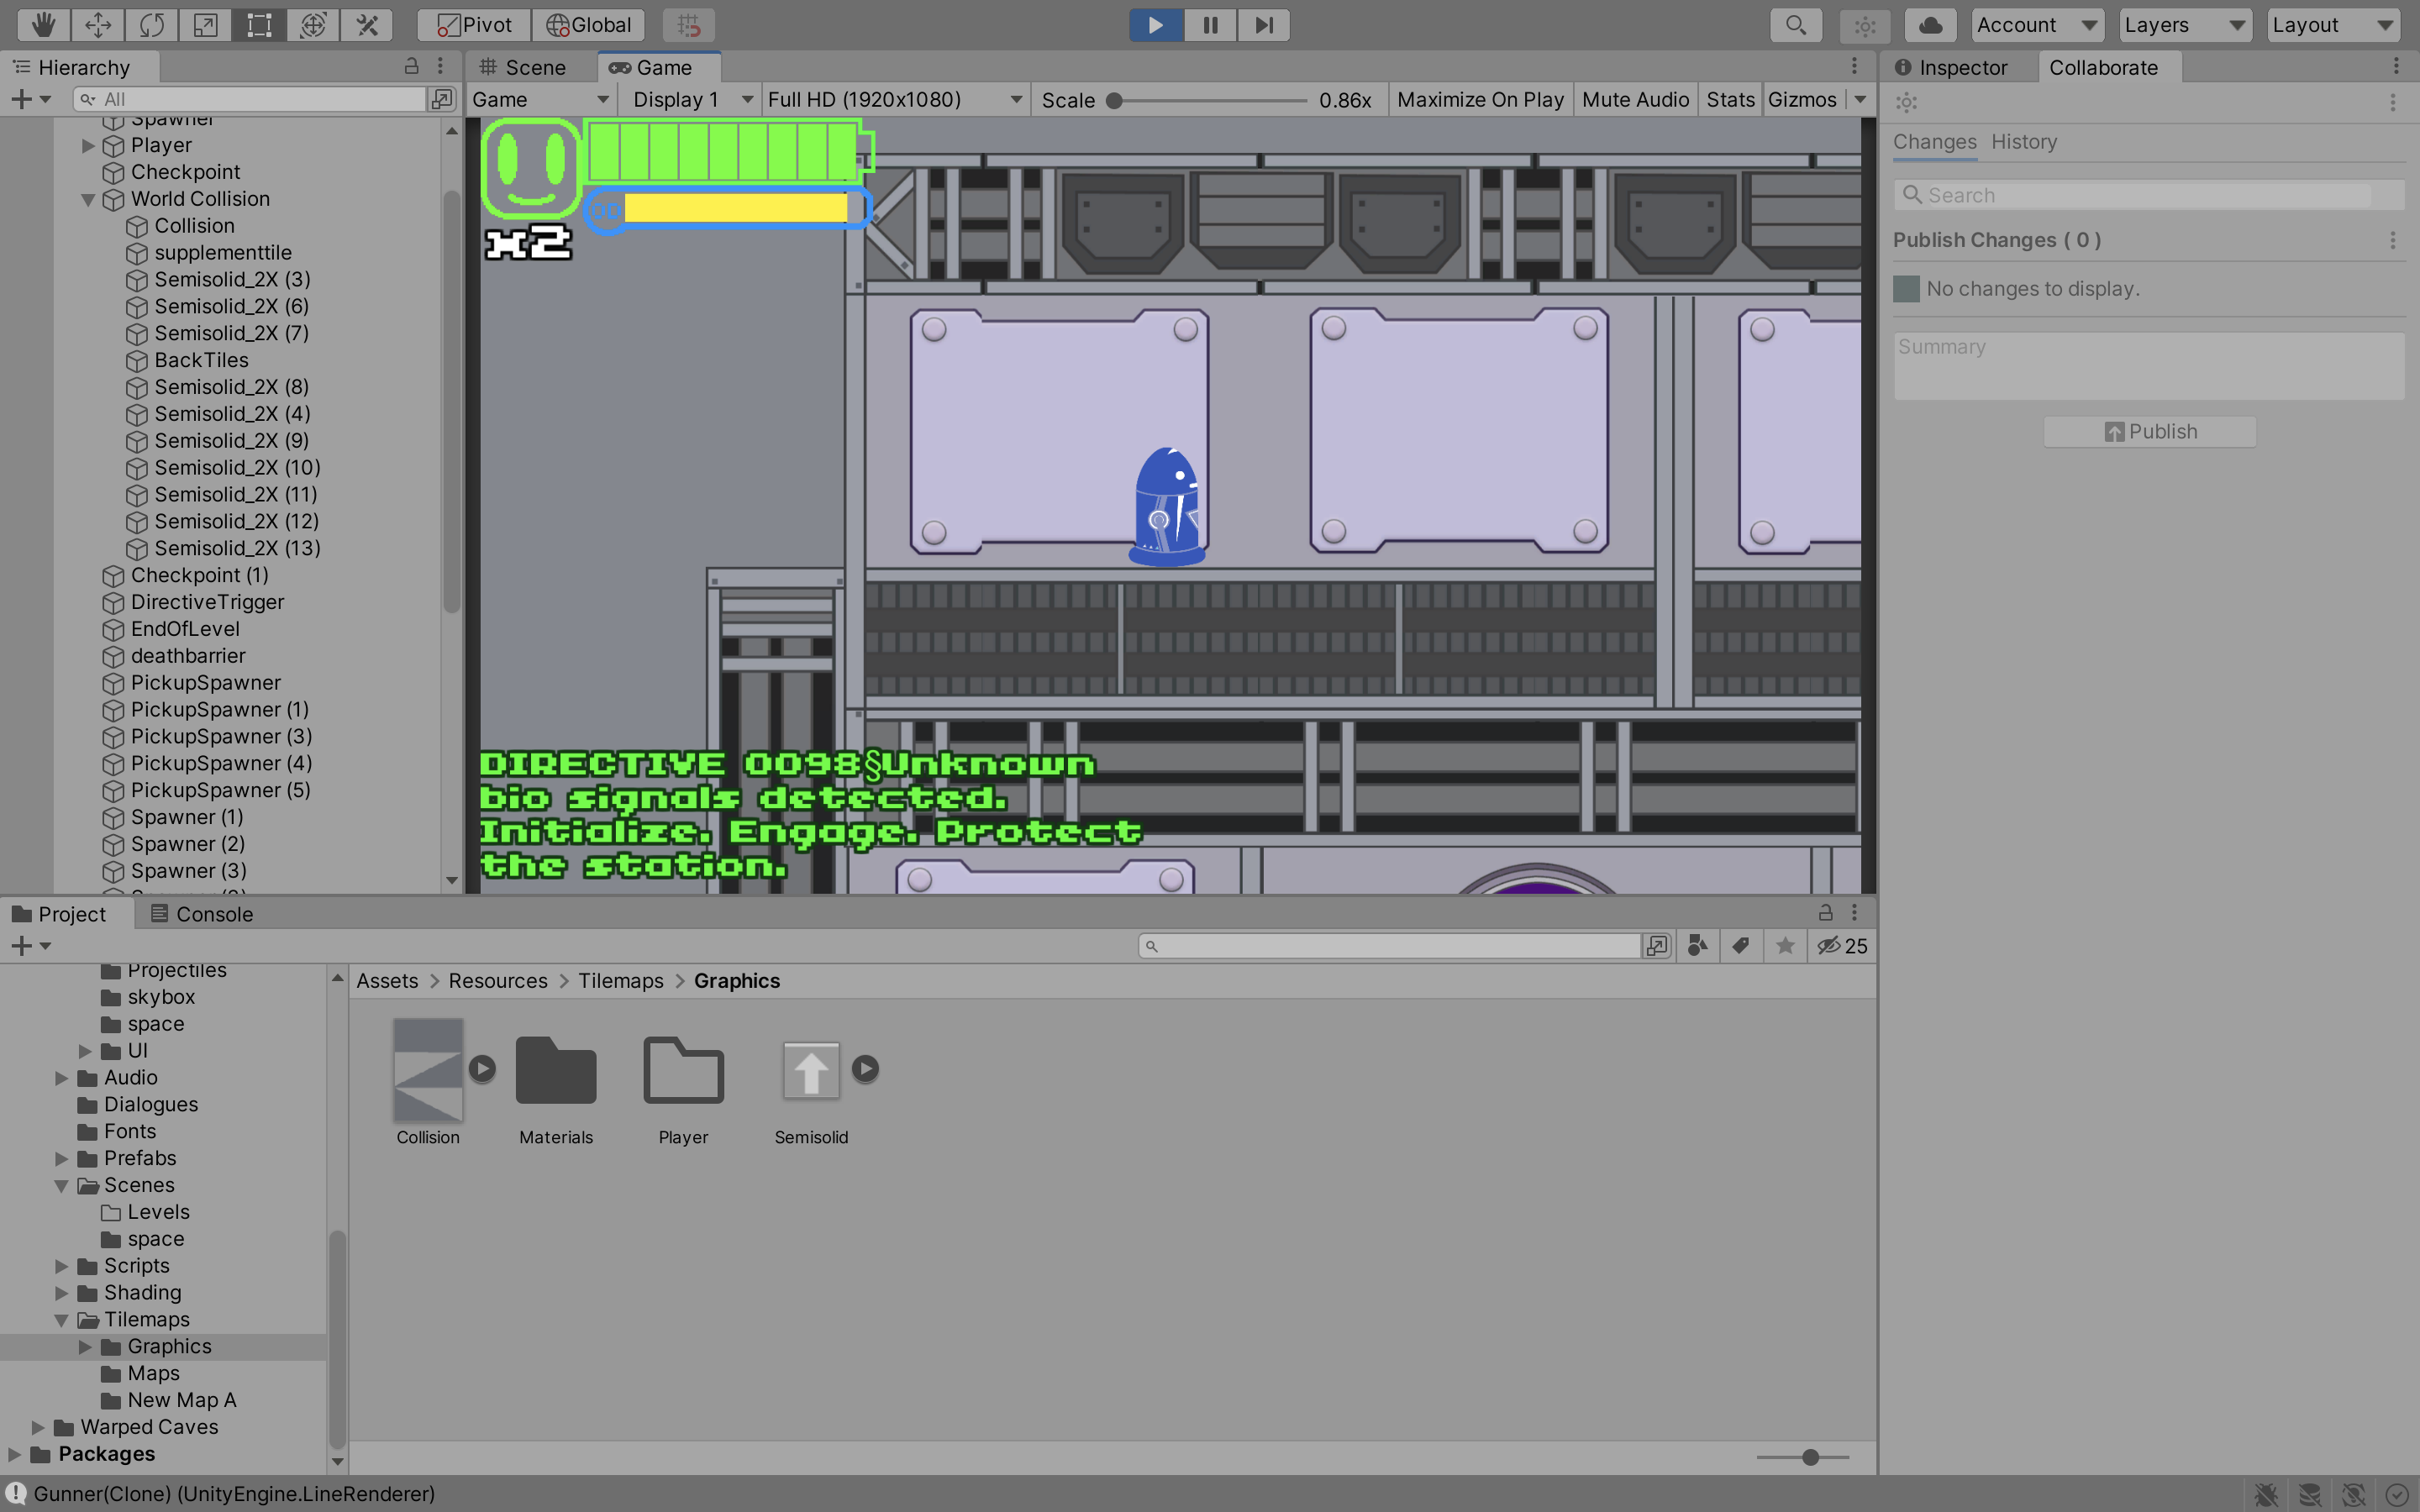 Pivot Global Account Layers Layout
Hierarchy
All
Spawner
Player
Checkpoint
World Collision
Collision
supplementtile
Semisolid_2X (3)
Semisolid_2X (6)
Semisolid_2X (7)
BackTiles
Semisolid_2X (8)
Semisolid_2X (4)
Semisolid_2X (9)
Semisolid_2X (10)
Semisolid_2X (11)
Semisolid_2X (12)
Semisolid_2X (13)
Checkpoint (1)
DirectiveTrigger
EndOfLevel
deathbarrier
PickupSpawner
PickupSpawner (1)
PickupSpawner (3)
PickupSpawner (4)
PickupSpawner (5)
Spawner (1)
Spawner (2)
Spawner (3)
Scene Game
Game Display 1 Full HD (1920x1080) Scale 0.86x Maximize On Play Mute Audio Stats Gizmos
OD
x2
DIRECTIVE 0098§Unknown
bio signals detected.
Initialize. Engage. Protect
the station.
Inspector Collaborate
Changes History
Search
Publish Changes ( 0 )
No changes to display.
Summary
Publish
Project Console
25
Projectiles
skybox
space
UI
Audio
Dialogues
Fonts
Prefabs
Scenes
Levels
space
Scripts
Shading
Tilemaps
Graphics
Maps
New Map A
Warped Caves
Packages
Assets > Resources > Tilemaps > Graphics
Collision Materials Player Semisolid
Gunner(Clone) (UnityEngine.LineRenderer)